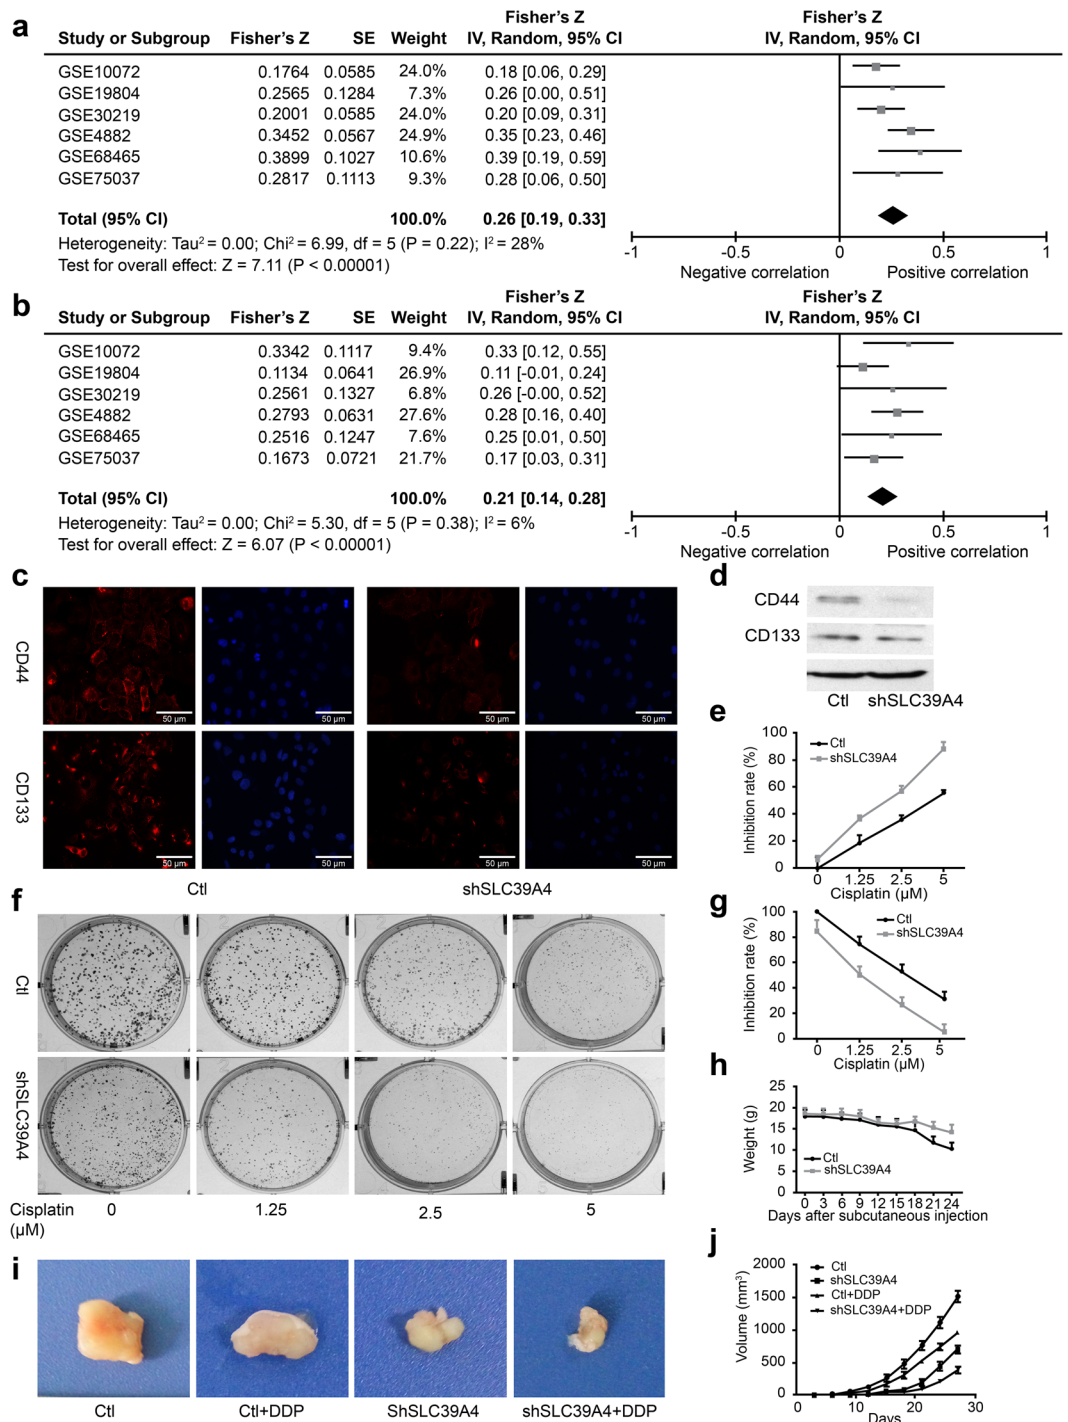 a
Fisher's Z
Fisher's Z
Study or Subgroup Fisher's Z SE Weight IV, Random, 95% CI IV, Random, 95% CI
GSE10072 0.1764 0.0585 24.0% 0.18 [0.06, 0.29]
GSE19804 0.2565 0.1284 7.3% 0.26 [0.00, 0.51]
GSE30219 0.2001 0.0585 24.0% 0.20 [0.09, 0.31]
GSE4882 0.3452 0.0567 24.9% 0.35 [0.23, 0.46]
GSE68465 0.3899 0.1027 10.6% 0.39 [0.19, 0.59]
GSE75037 0.2817 0.1113 9.3% 0.28 [0.06, 0.50]
Total (95% CI) 100.0% 0.26 [0.19, 0.33]
Heterogeneity: Tau² = 0.00; Chi² = 6.99, df = 5 (P = 0.22); I² = 28%
Test for overall effect: Z = 7.11 (P < 0.00001)
-1 -0.5 0 0.5 1
Negative correlation Positive correlation
b
Fisher's Z
Fisher's Z
Study or Subgroup Fisher's Z SE Weight IV, Random, 95% CI IV, Random, 95% CI
GSE10072 0.3342 0.1117 9.4% 0.33 [0.12, 0.55]
GSE19804 0.1134 0.0641 26.9% 0.11 [-0.01, 0.24]
GSE30219 0.2561 0.1327 6.8% 0.26 [-0.00, 0.52]
GSE4882 0.2793 0.0631 27.6% 0.28 [0.16, 0.40]
GSE68465 0.2516 0.1247 7.6% 0.25 [0.01, 0.50]
GSE75037 0.1673 0.0721 21.7% 0.17 [0.03, 0.31]
Total (95% CI) 100.0% 0.21 [0.14, 0.28]
Heterogeneity: Tau² = 0.00; Chi² = 5.30, df = 5 (P = 0.38); I² = 6%
Test for overall effect: Z = 6.07 (P < 0.00001)
-1 -0.5 0 0.5 1
Negative correlation Positive correlation
c
CD44
50 µm 50 µm 50 µm 50 µm
CD133
50 µm 50 µm 50 µm 50 µm
Ctl shSLC39A4
d
CD44
CD133
Ctl shSLC39A4
e
Inhibition rate (%)
100
80
60
40
20
0
Ctl
shSLC39A4
0 1.25 2.5 5
Cisplatin (µM)
f
Ctl
shSLC39A4
Cisplatin (µM) 0 1.25 2.5 5
g
Inhibition rate (%)
100
80
60
40
20
0
Ctl
shSLC39A4
0 1.25 2.5 5
Cisplatin (µM)
h
Weight (g)
25
20
15
10
5
0
Ctl
shSLC39A4
0 3 6 9 12 15 18 21 24
Days after subcutaneous injection
i
Ctl Ctl+DDP ShSLC39A4 shSLC39A4+DDP
j
Volume (mm³)
2000
1500
1000
500
0
Ctl
shSLC39A4
Ctl+DDP
shSLC39A4+DDP
0 10 20 30
Days